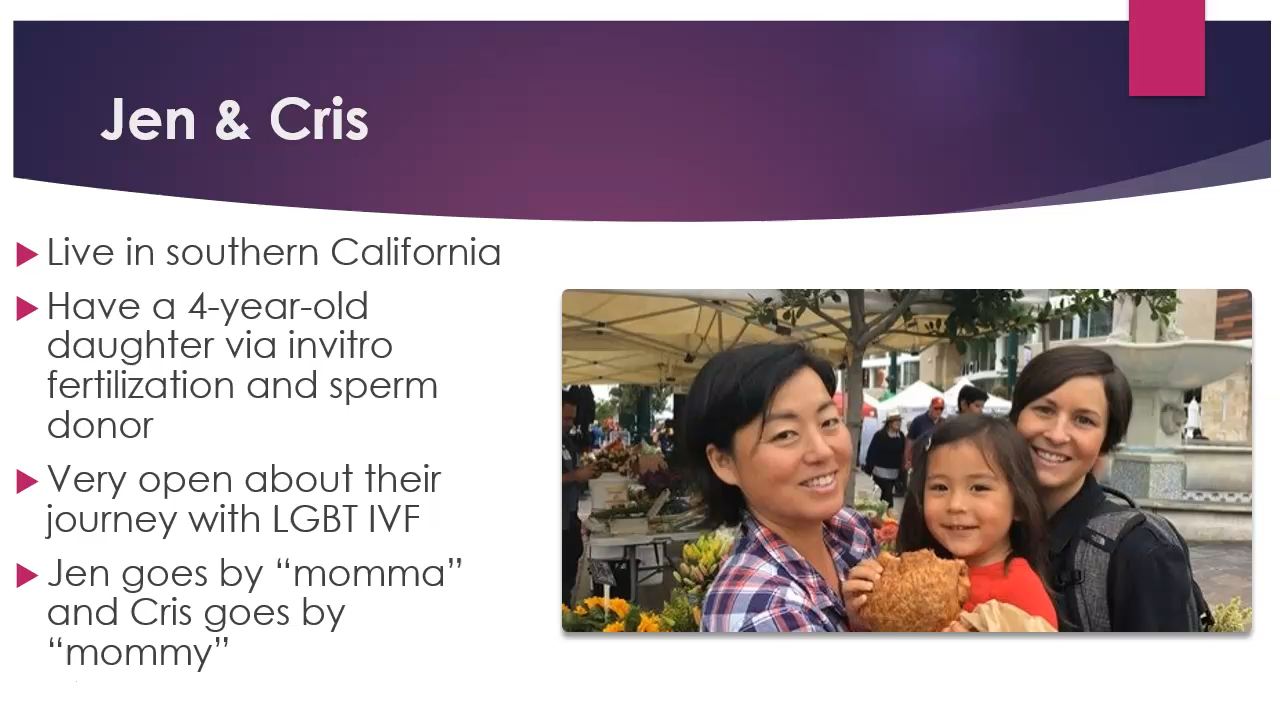 Jen & Cris
Live in southern California
Have a 4-year-old
daughter via invitro
fertilization and sperm
donor
Very open about their
journey with LGBT IVF
Jen goes by “momma”
and Cris goes by
“mommy”